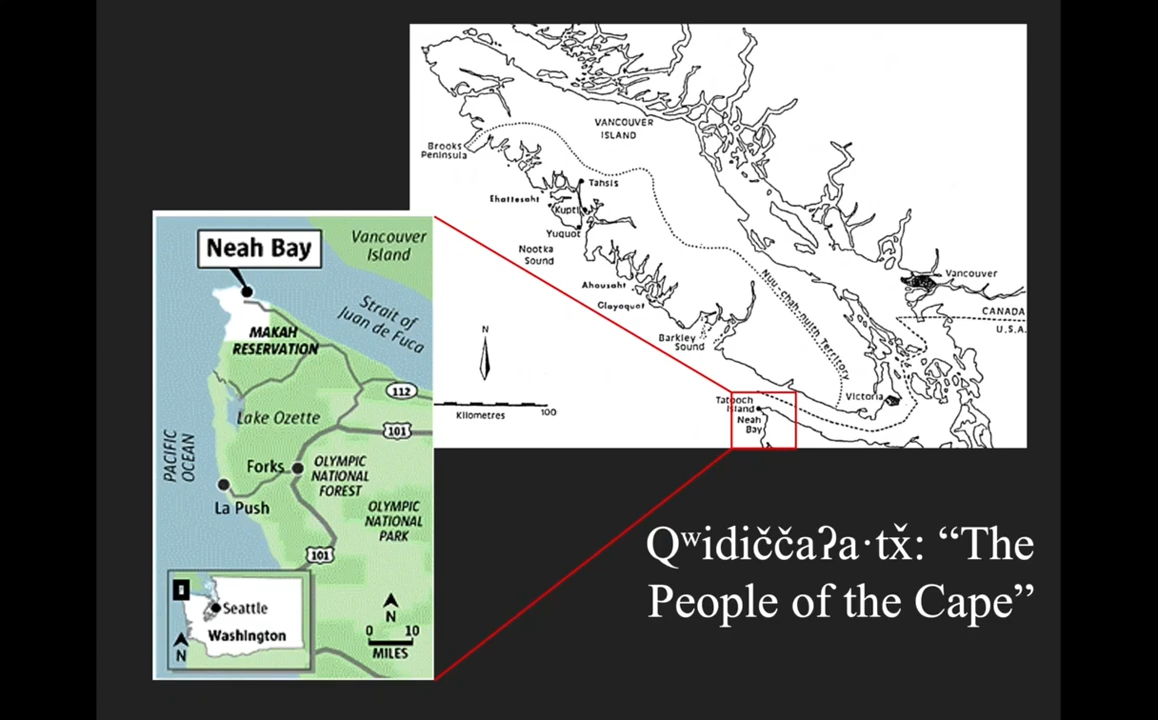 VANCOUVER
ISLAND
Brooks
Peninsula
Tahsis
Ehattesaht
Kupti
Yuquot
Nootka
Sound
Ahousaht
Clayoquot
Nuu-chah-nulth Territory
Vancouver
CANADA
U.S.A.
Barkley
Sound
N
Kilometres 100
Tatooch
Island
Neah
Bay
Victoria
Neah Bay
Vancouver
Island
Strait of
Juan de Fuca
MAKAH
RESERVATION
112
Lake Ozette
101
PACIFIC
OCEAN
Forks
OLYMPIC
NATIONAL
FOREST
La Push
OLYMPIC
NATIONAL
PARK
101
Seattle
Washington
N
N
0 10
MILES
Qʷidiččaʔa·tx̌: “The
People of the Cape”